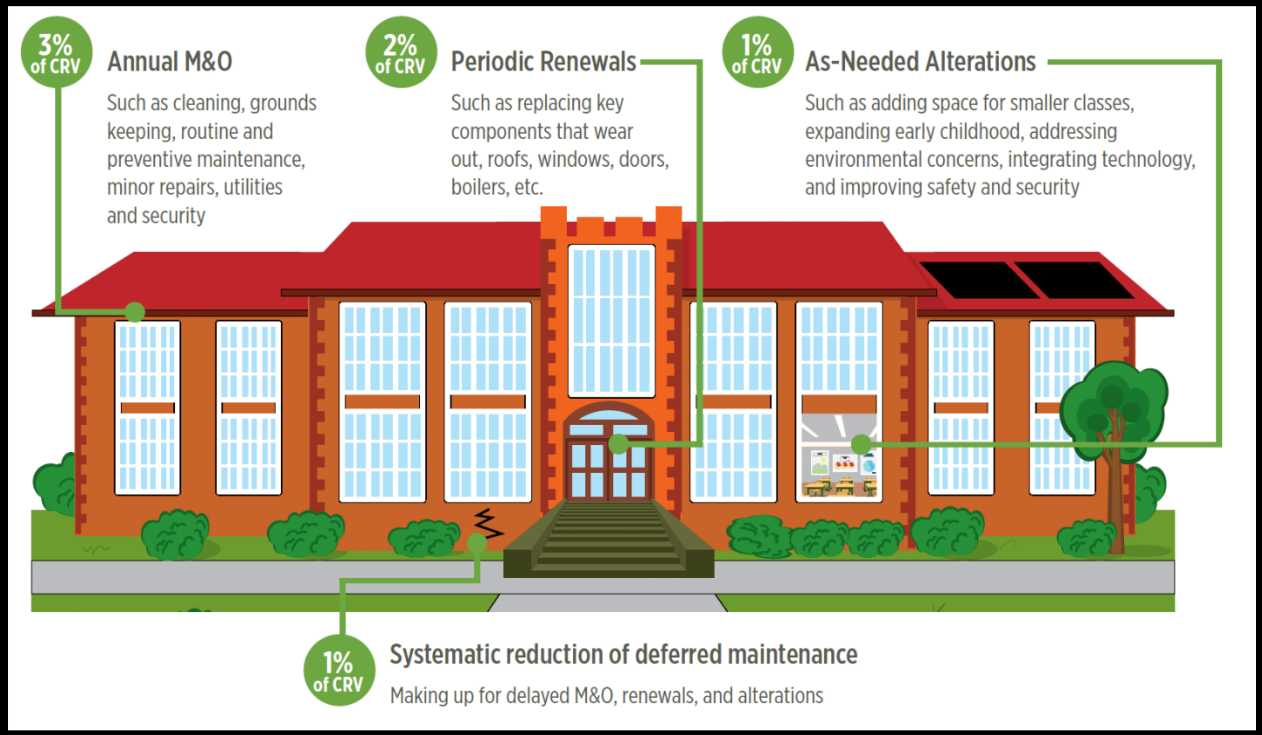 3%
of CRV
Annual M&O
Such as cleaning, grounds
keeping, routine and
preventive maintenance,
minor repairs, utilities
and security
2%
of CRV
Periodic Renewals
Such as replacing key
components that wear
out, roofs, windows, doors,
boilers, etc.
1%
of CRV
As-Needed Alterations
Such as adding space for smaller classes,
expanding early childhood, addressing
environmental concerns, integrating technology,
and improving safety and security
1%
of CRV
Systematic reduction of deferred maintenance
Making up for delayed M&O, renewals, and alterations